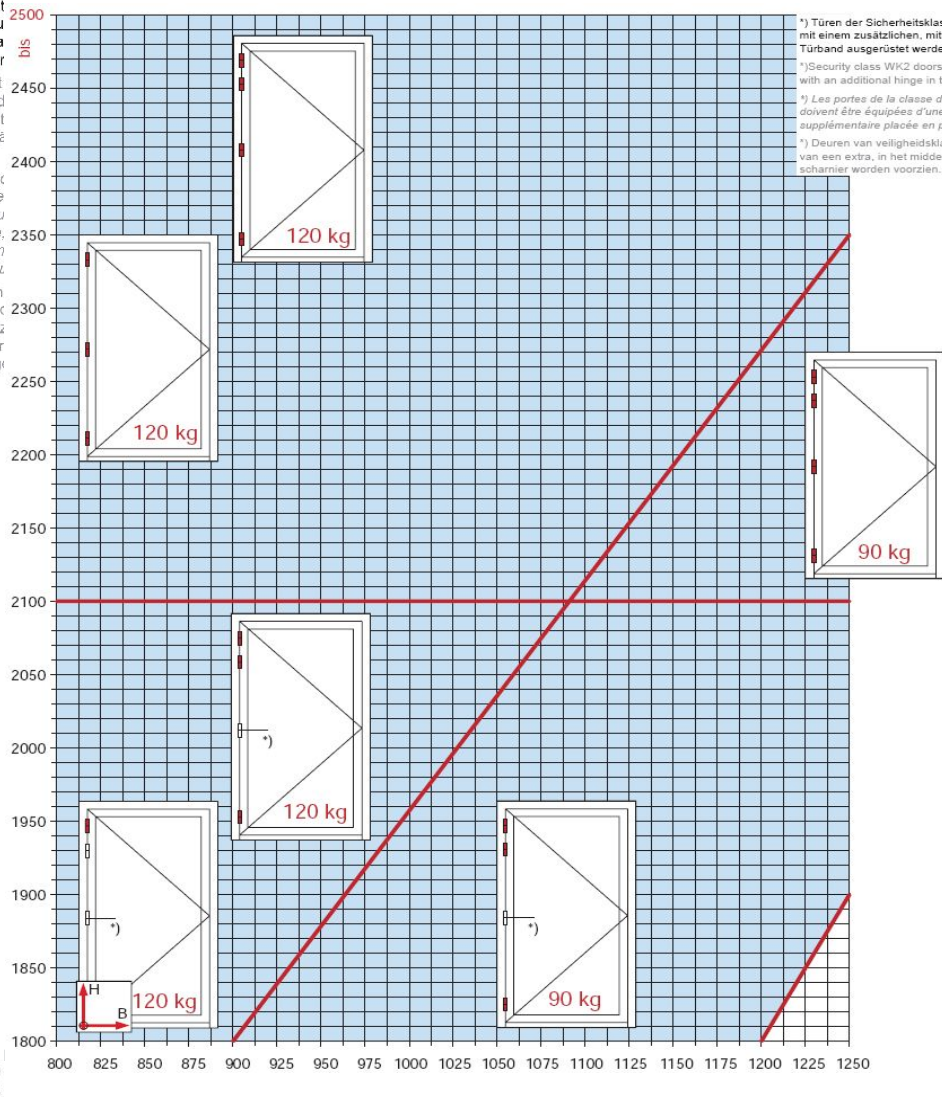 2500
bis
2450
2400
2350
2300
2250
2200
2150
2100
2050
2000
1950
1900
1850
1800
*) Türen der Sicherheitsklas
mit einem zusätzlichen, mit
Türband ausgerüstet werde
*)Security class WK2 doors
with an additional hinge in t
*) Les portes de la classe d
doivent être équipées d'une
supplémentaire placée en p
*) Deuren van veiligheidskla
van een extra, in het midde
scharnier worden voorzien.
120 kg
120 kg
90 kg
*)
120 kg
*)
120 kg
*)
90 kg
H
B
800 825 850 875 900 925 950 975 1000 1025 1050 1075 1100 1125 1150 1175 1200 1225 1250